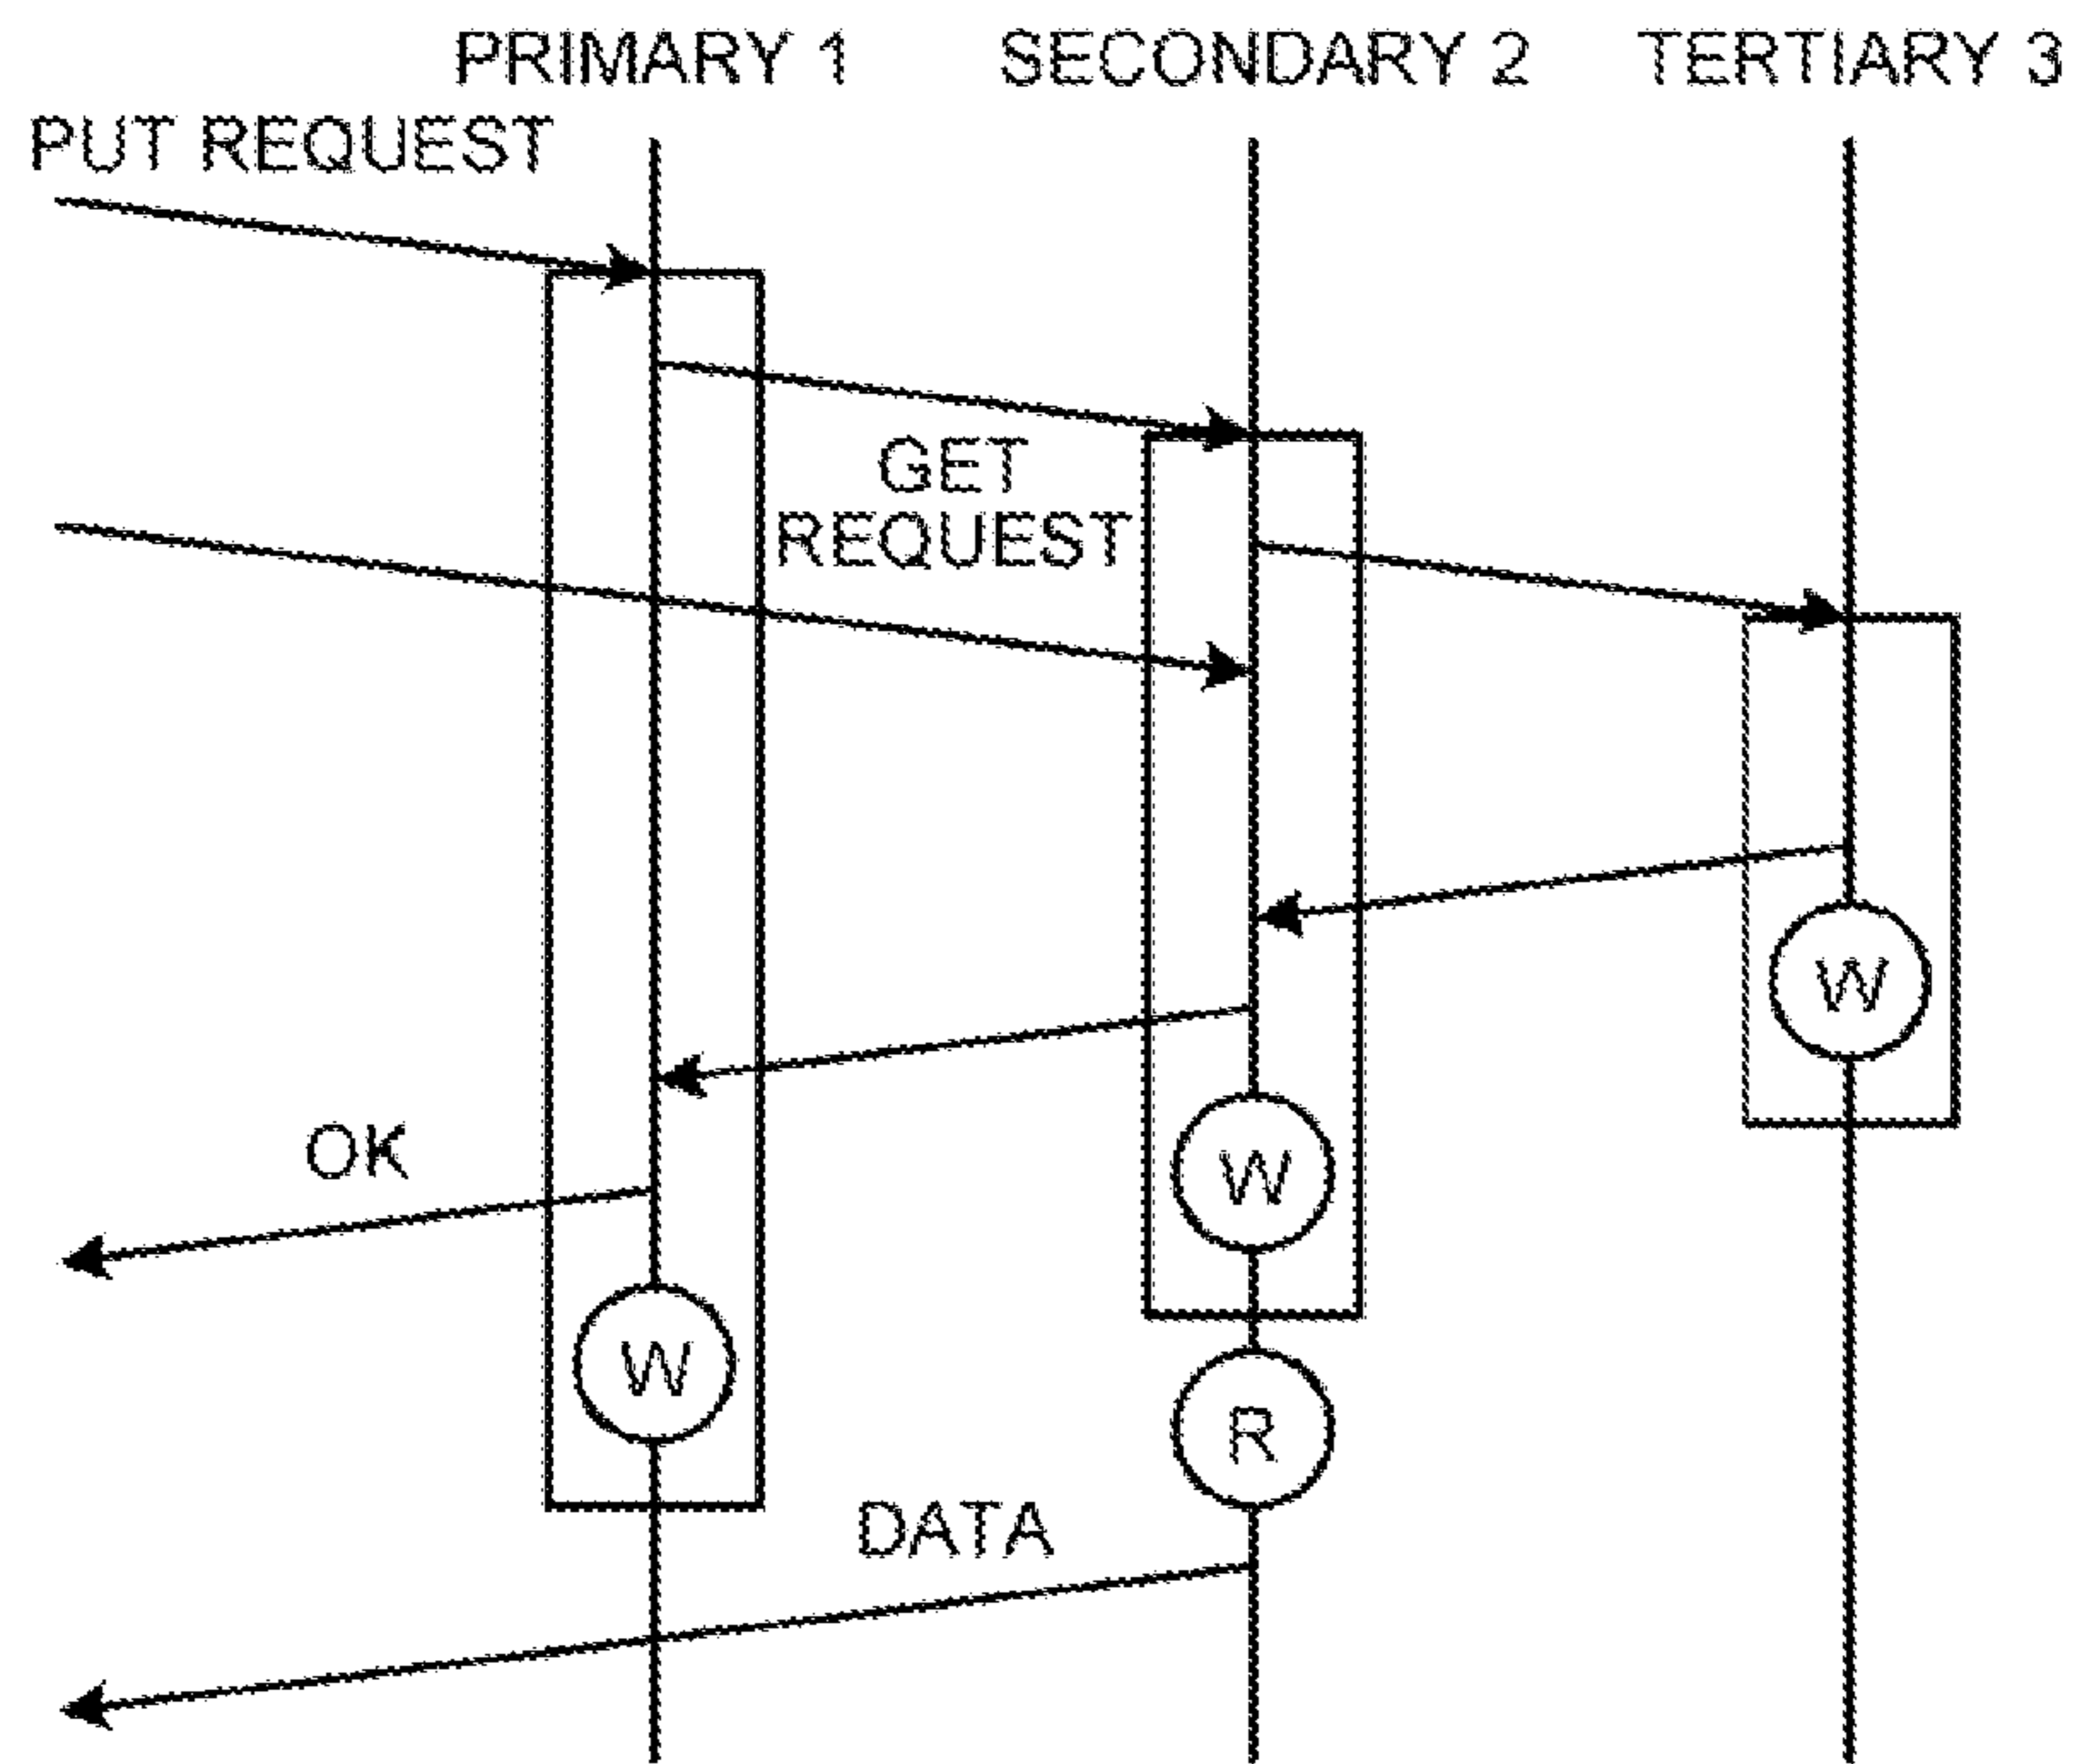 PRIMARY 1
SECONDARY 2
TERTIARY 3
PUT REQUEST
GET
REQUEST
W
OK
W
W
R
DATA